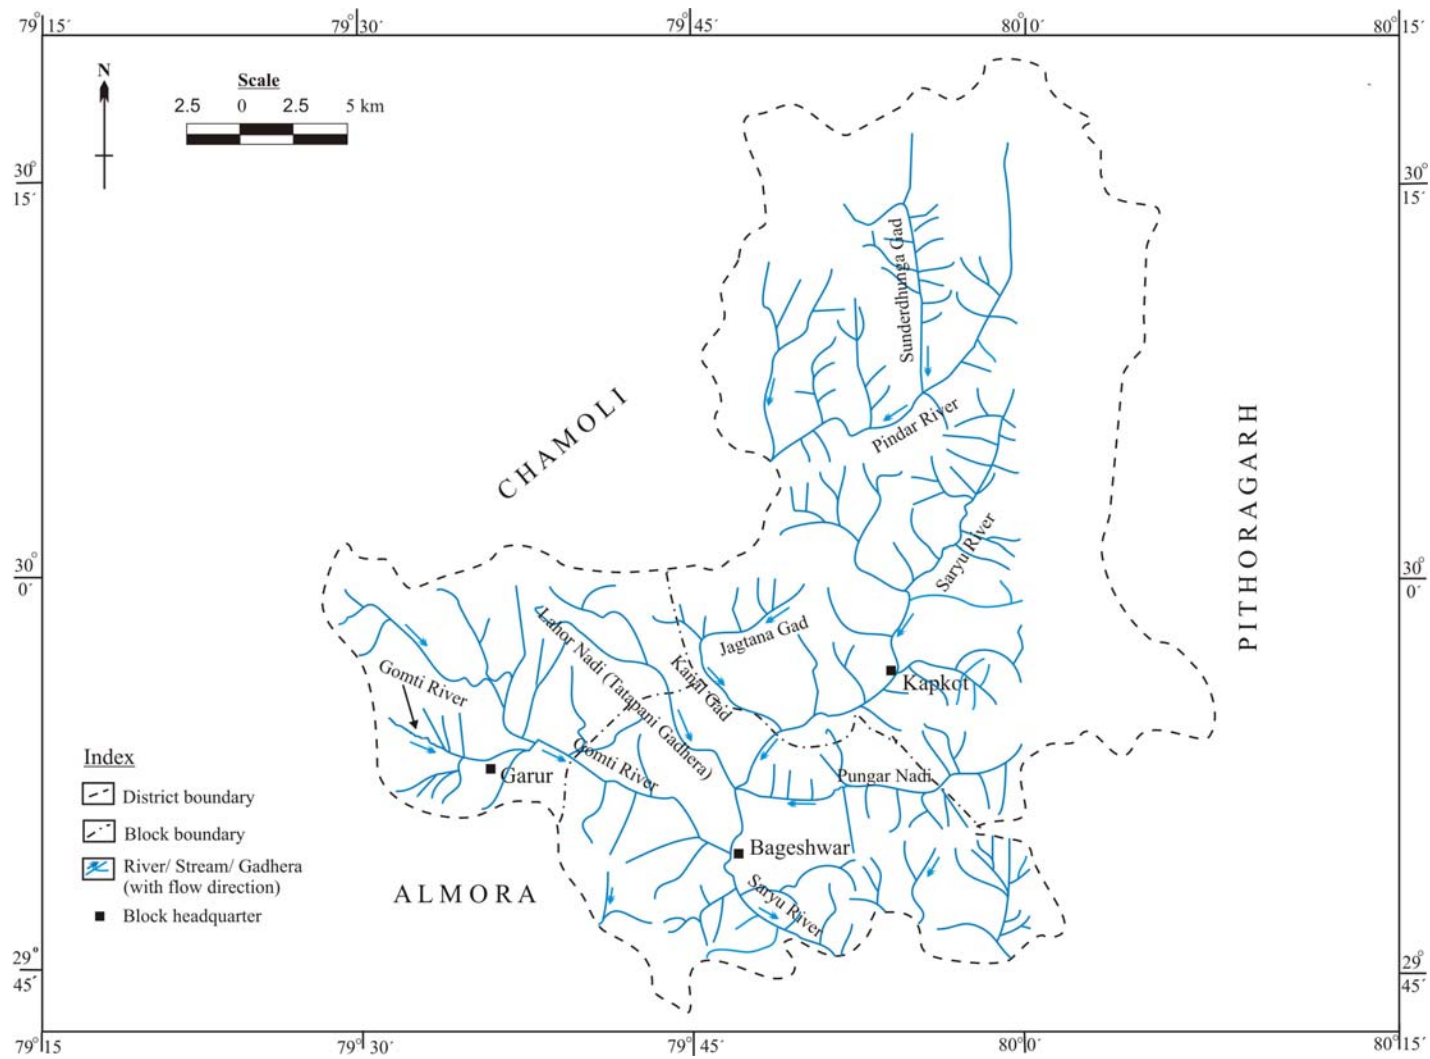 79°15´
79°30´
79°45´
80°0´
80°15´
N
Scale
2.5 0 2.5 5 km
30°
15´
30°
15´
Sunderdhunga Gad
Pindar River
CHAMOLI
PITHORAGARH
Saryu River
30°
0´
30°
0´
Lahor Nadi (Tatapani Gadhera)
Jagtana Gad
Kanal Gad
Gomti River
Kapkot
Gomti River
Garur
Pungar Nadi
Index
District boundary
Block boundary
River/ Stream/ Gadhera
(with flow direction)
Block headquarter
Bageshwar
ALMORA
Saryu River
29°
45´
29°
45´
79°15
79°30´
79°45´
80°0´
80°15´